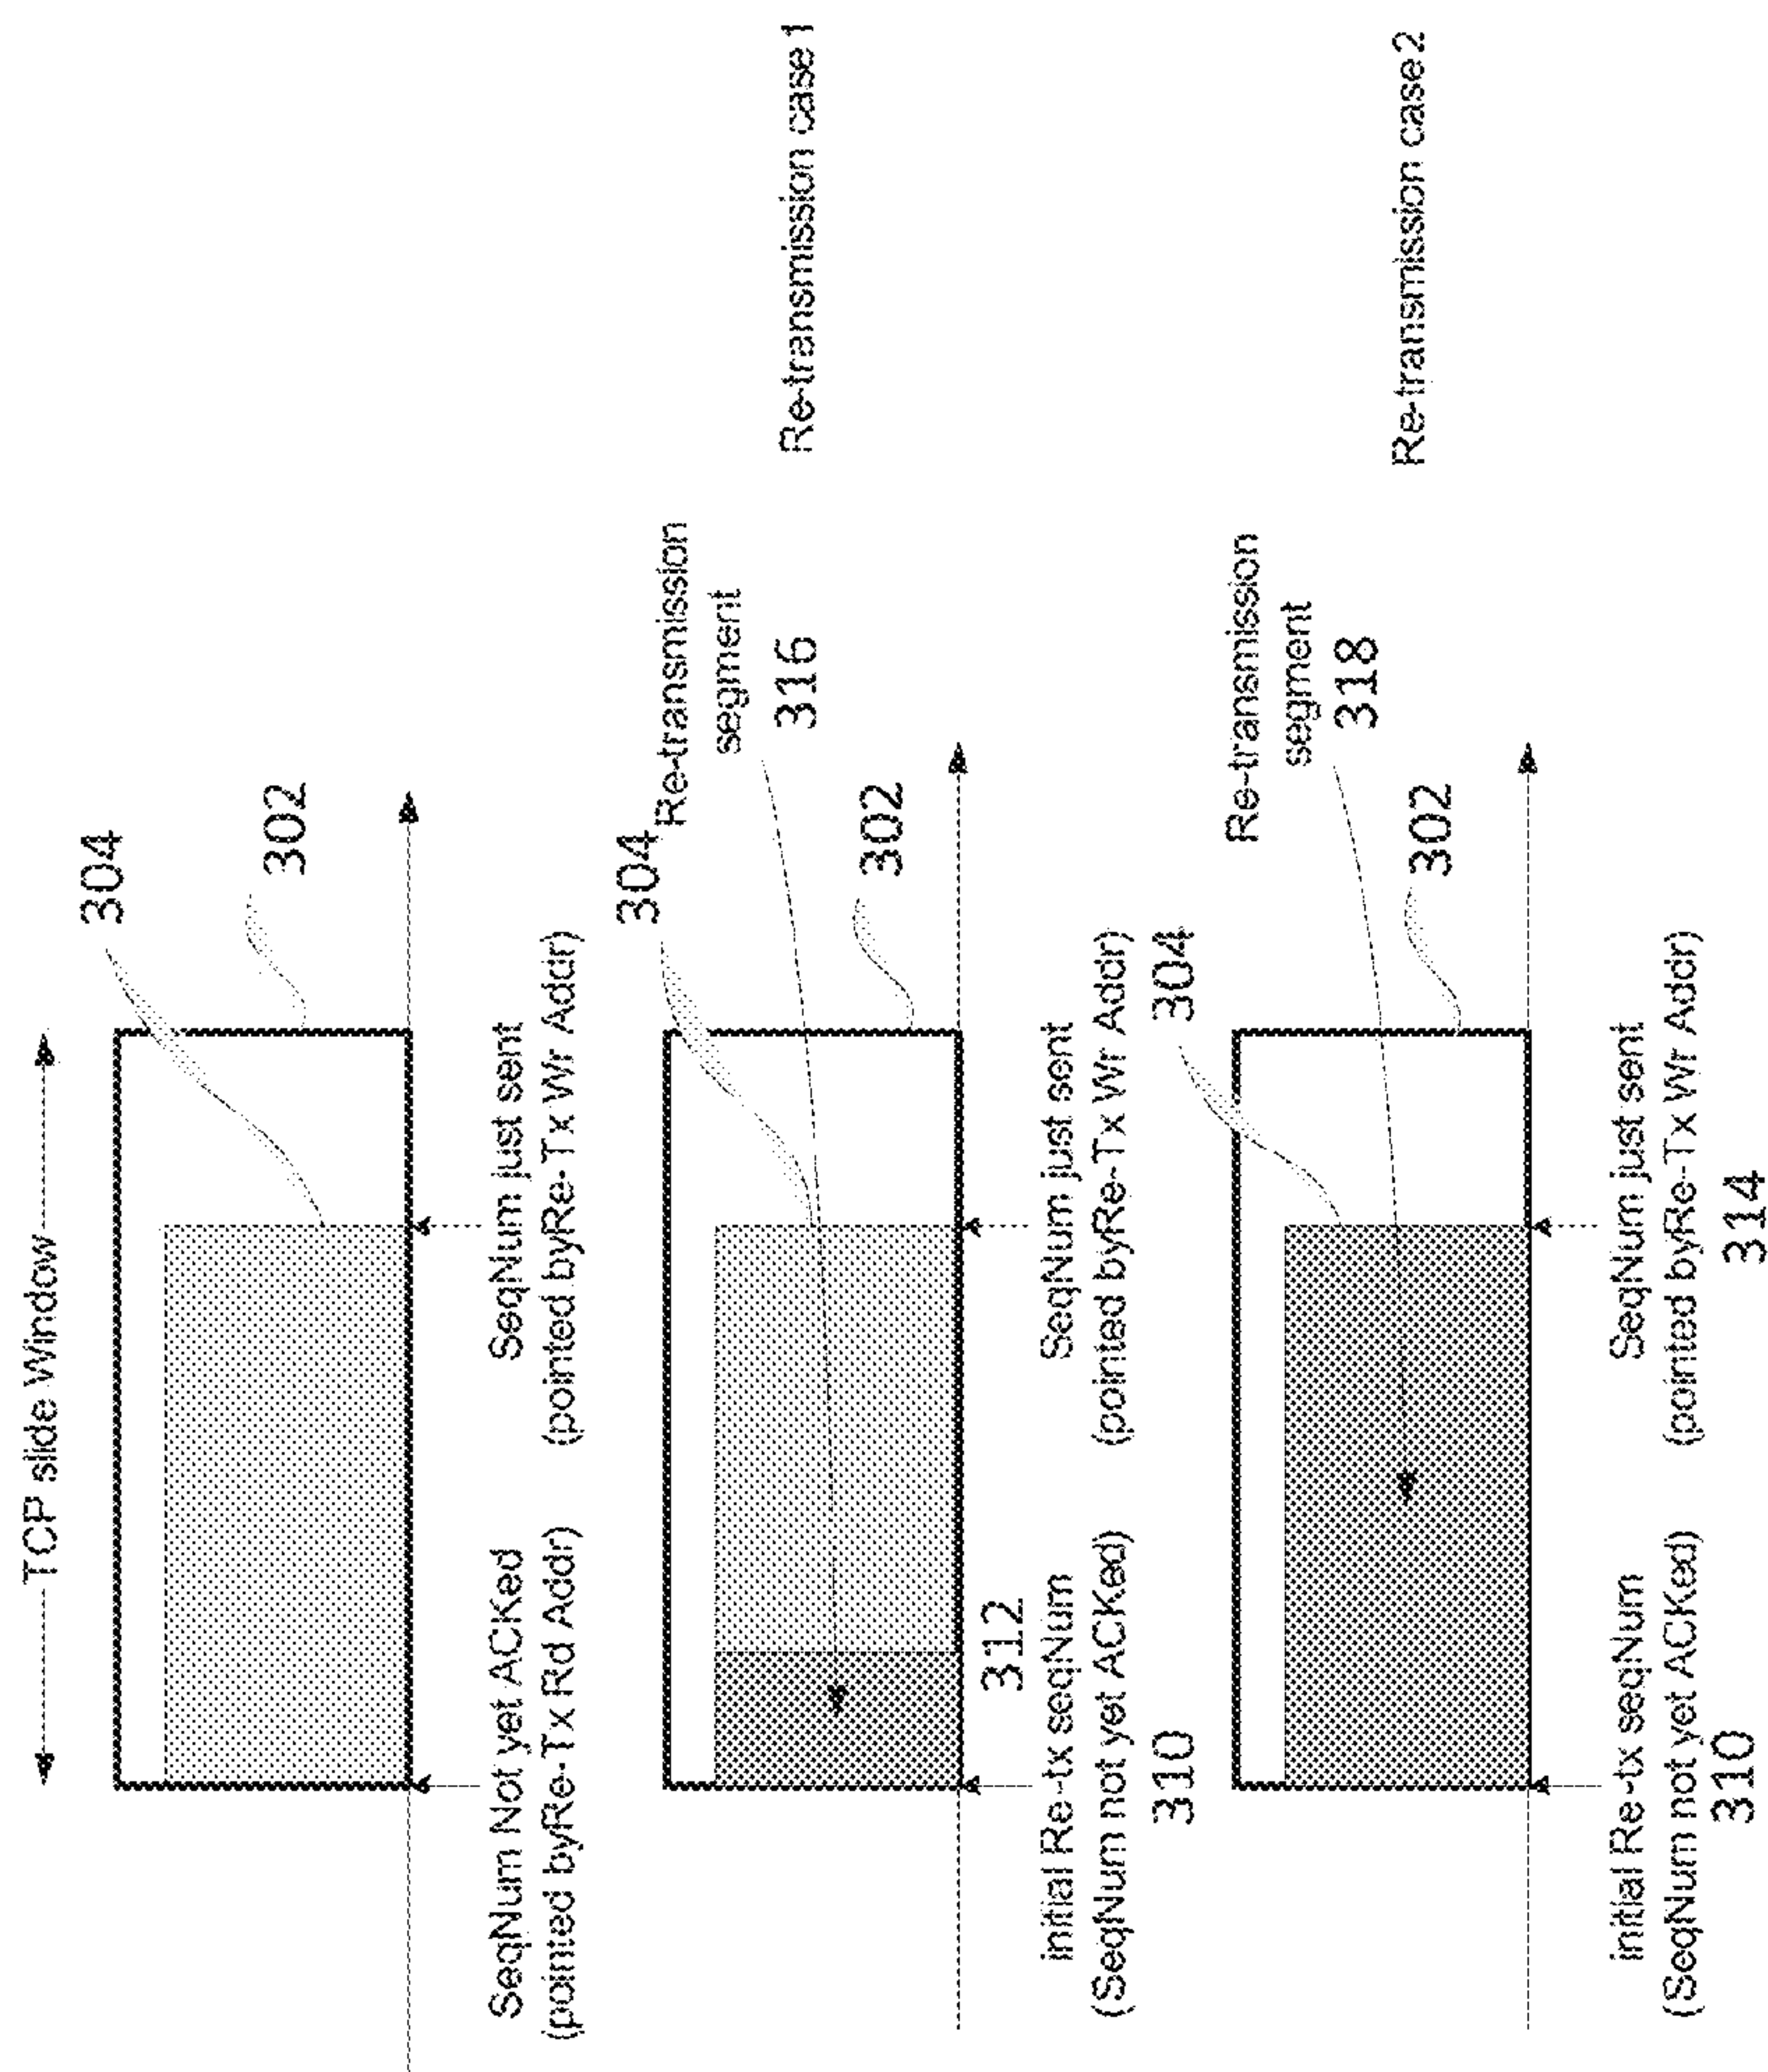 TCP slide Window
304
302
SeqNum Not yet ACKed
(pointed byRe-Tx Rd Addr)
SeqNum just sent
(pointed byRe-Tx Wr Addr)
304
Re-transmission
segment
316
302
Re-transmission case 1
312
initial Re-tx seqNum
(SeqNum not yet ACKed)
310
SeqNum just sent
(pointed byRe-Tx Wr Addr)
304
Re-transmission
segment
318
302
Re-transmission case 2
initial Re-tx seqNum
(SeqNum not yet ACKed)
310
SeqNum just sent
(pointed byRe-Tx Wr Addr)
314